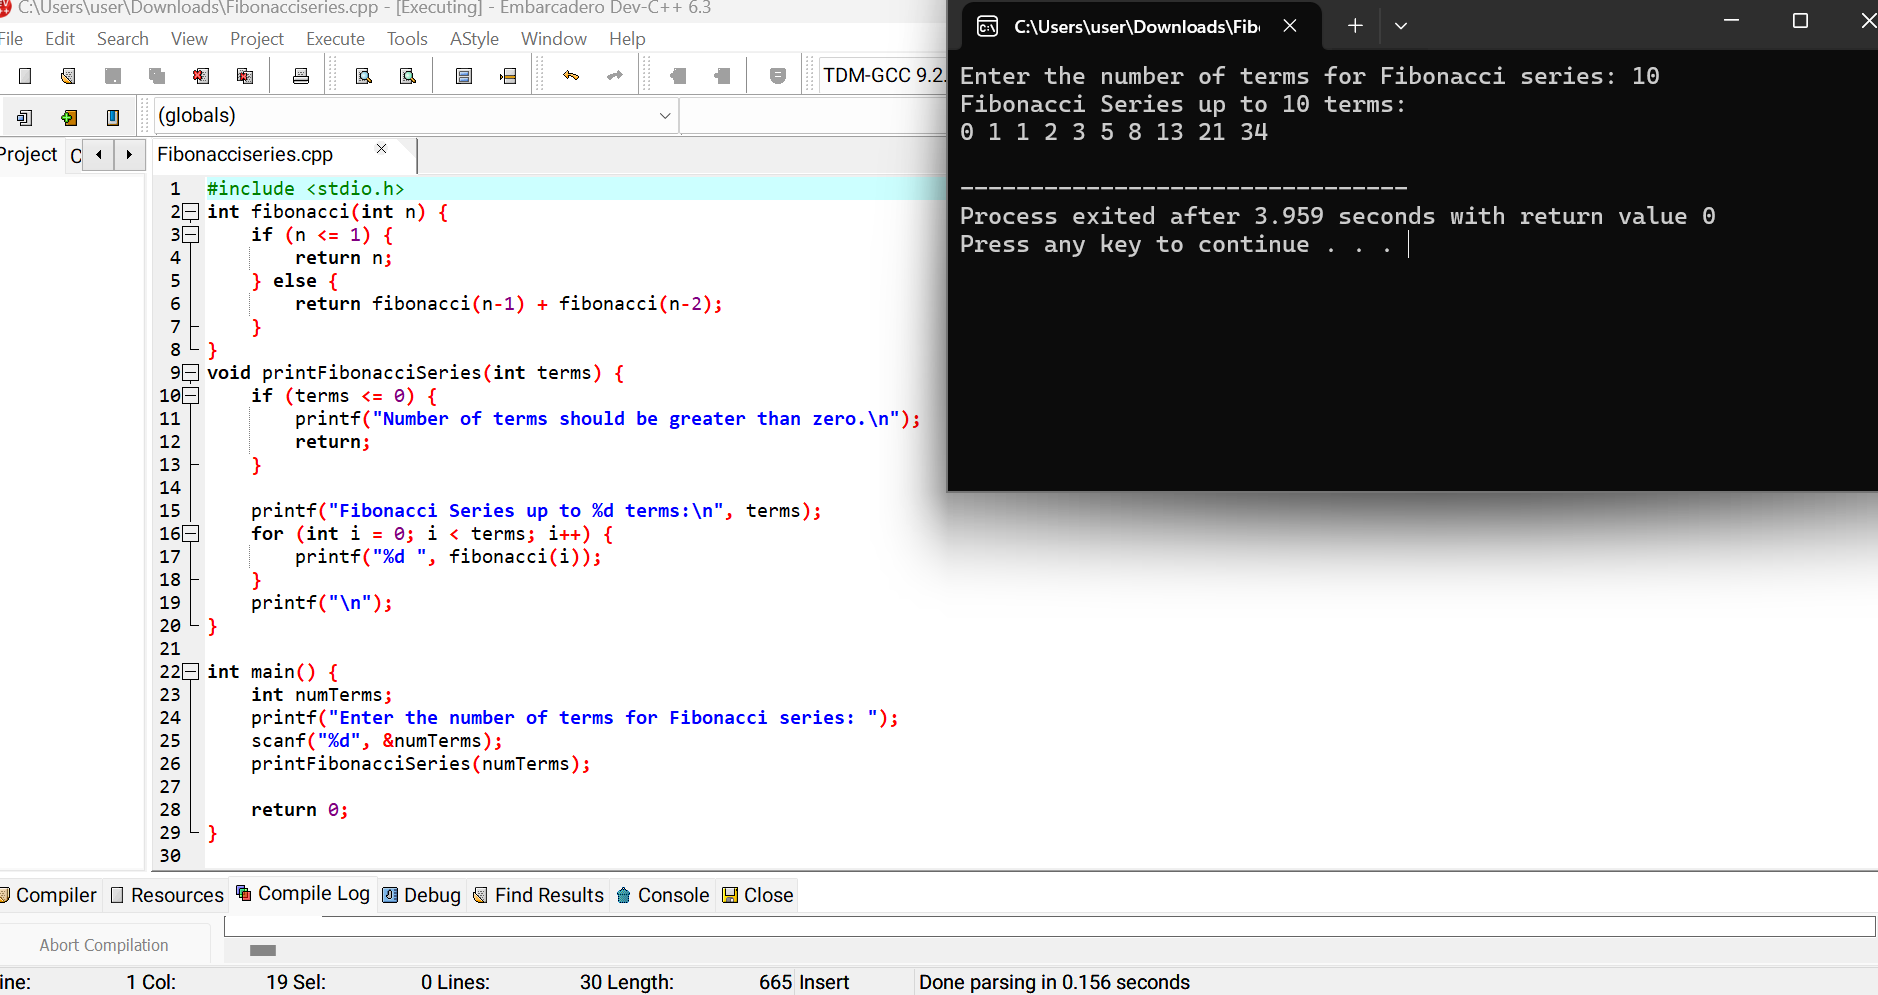 C:\Users\user\Downloads\Fibonacciseries.cpp - [Executing] - Embarcadero Dev-C++ 6.3
File Edit Search View Project Execute Tools AStyle Window Help
TDM-GCC 9.2.
(globals)
Project C
Fibonacciseries.cpp
1 #include <stdio.h>
2 int fibonacci(int n) {
3     if (n <= 1) {
4         return n;
5     } else {
6         return fibonacci(n-1) + fibonacci(n-2);
7     }
8 }
9 void printFibonacciSeries(int terms) {
10     if (terms <= 0) {
11         printf("Number of terms should be greater than zero.\n");
12         return;
13     }
14
15     printf("Fibonacci Series up to %d terms:\n", terms);
16     for (int i = 0; i < terms; i++) {
17         printf("%d ", fibonacci(i));
18     }
19     printf("\n");
20 }
21
22 int main() {
23     int numTerms;
24     printf("Enter the number of terms for Fibonacci series: ");
25     scanf("%d", &numTerms);
26     printFibonacciSeries(numTerms);
27
28     return 0;
29 }
30
C:\Users\user\Downloads\Fib
Enter the number of terms for Fibonacci series: 10
Fibonacci Series up to 10 terms:
0 1 1 2 3 5 8 13 21 34
--------------------------------
Process exited after 3.959 seconds with return value 0
Press any key to continue . . .
Compiler Resources Compile Log Debug Find Results Console Close
Abort Compilation
ine: 1 Col: 19 Sel: 0 Lines: 30 Length: 665 Insert Done parsing in 0.156 seconds